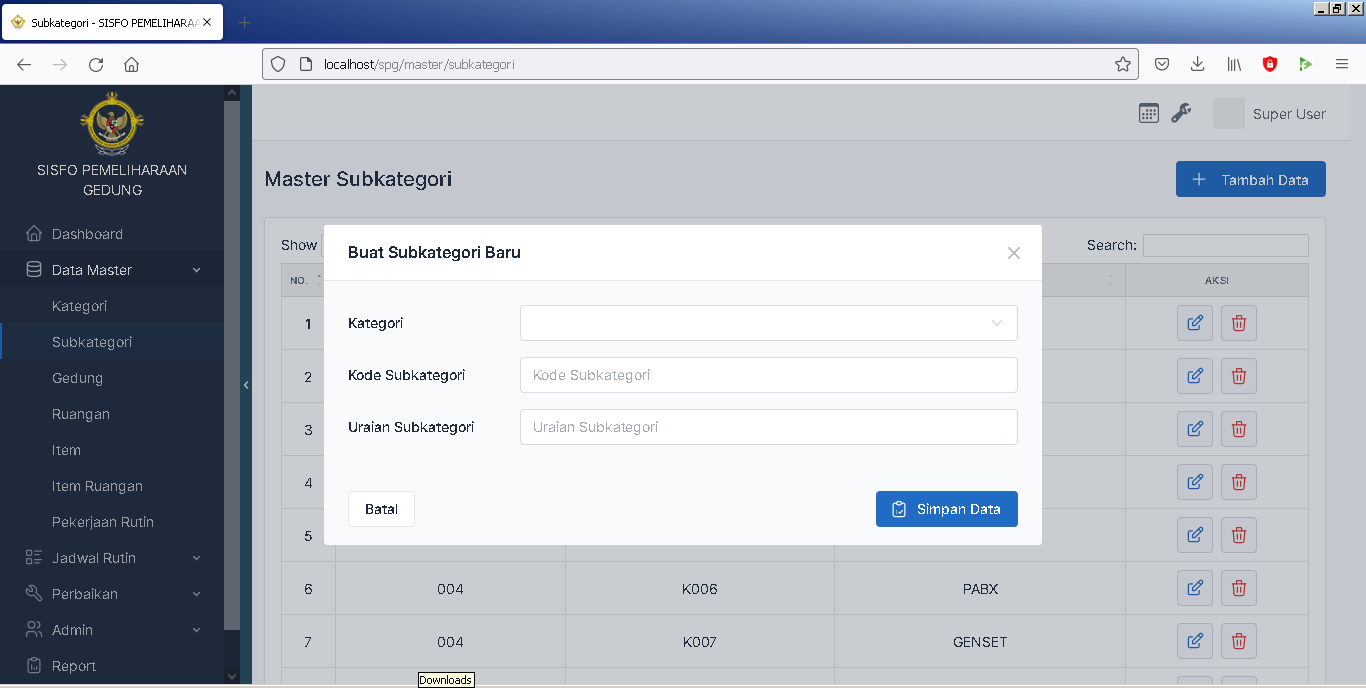 Subkategori - SISFO PEMELIHARAA
localhost/spg/master/subkategori
SISFO PEMELIHARAAN
GEDUNG
Dashboard
Data Master
Kategori
Subkategori
Gedung
Ruangan
Item
Item Ruangan
Pekerjaan Rutin
Jadwal Rutin
Perbaikan
Admin
Report
Super User
Master Subkategori
Tambah Data
Show
Search:
NO.
AKSI
1
2
3
4
5
6 004 K006 PABX
7 004 K007 GENSET
Buat Subkategori Baru
Kategori
Kode Subkategori Kode Subkategori
Uraian Subkategori Uraian Subkategori
Batal
Simpan Data
Downloads